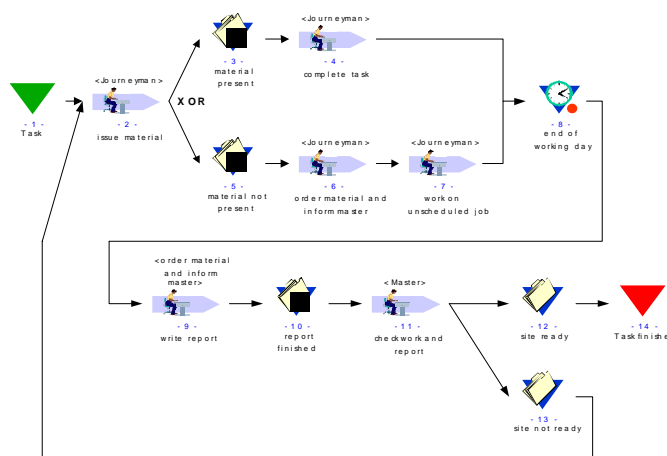 <Journeyman>
<Journeyman>
- 3 -
material
present
- 4 -
complete task
XOR
- 1 -
Task
- 2 -
issue material
- 8 -
end of
working day
<Journeyman>
<Journeyman>
- 5 -
material not
present
- 6 -
order material and
inform master
- 7 -
work on
unscheduled job
<order material
and inform
master>
<Master>
- 9 -
write report
- 10 -
report
finished
- 11 -
check work and
report
- 12 -
site ready
- 14 -
Task finished
- 13 -
site not ready